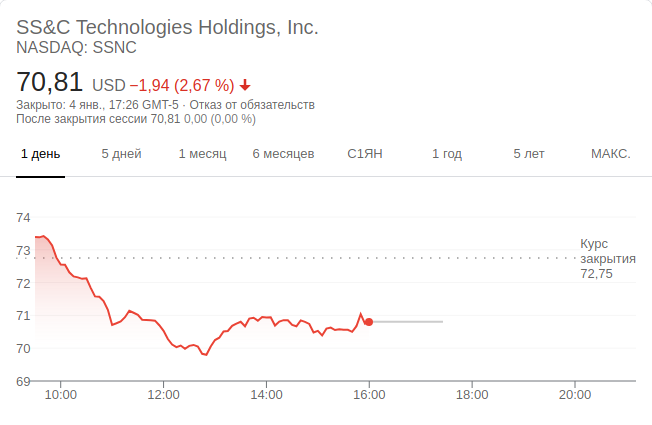 SS&C Technologies Holdings, Inc.
NASDAQ: SSNC
70,81 USD −1,94 (2,67 %)
Закрыто: 4 янв., 17:26 GMT-5 · Отказ от обязательств
После закрытия сессии 70,81 0,00 (0,00 %)
1 день 5 дней 1 месяц 6 месяцев С1ЯН 1 год 5 лет МАКС.
74
Курс
73
закрытия
72,75
72
71
70
69
10:00 12:00 14:00 16:00 18:00 20:00